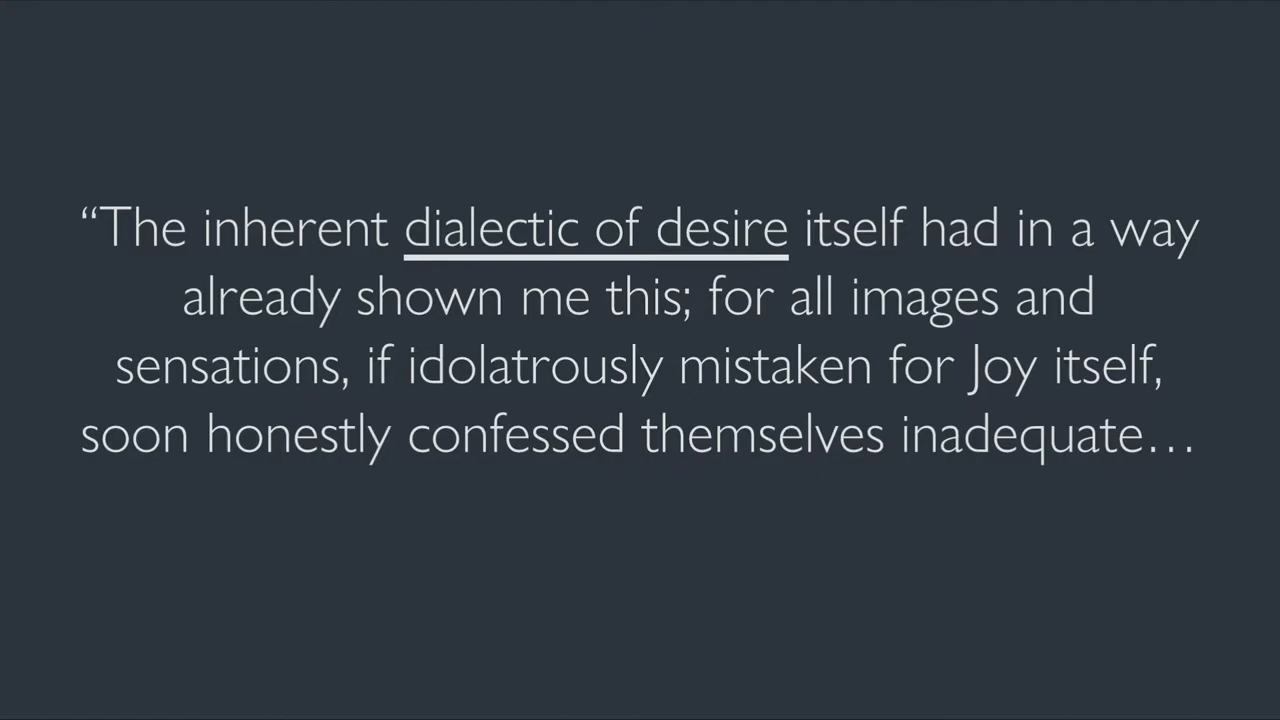 “The inherent dialectic of desire itself had in a way
already shown me this; for all images and
sensations, if idolatrously mistaken for Joy itself,
soon honestly confessed themselves inadequate…